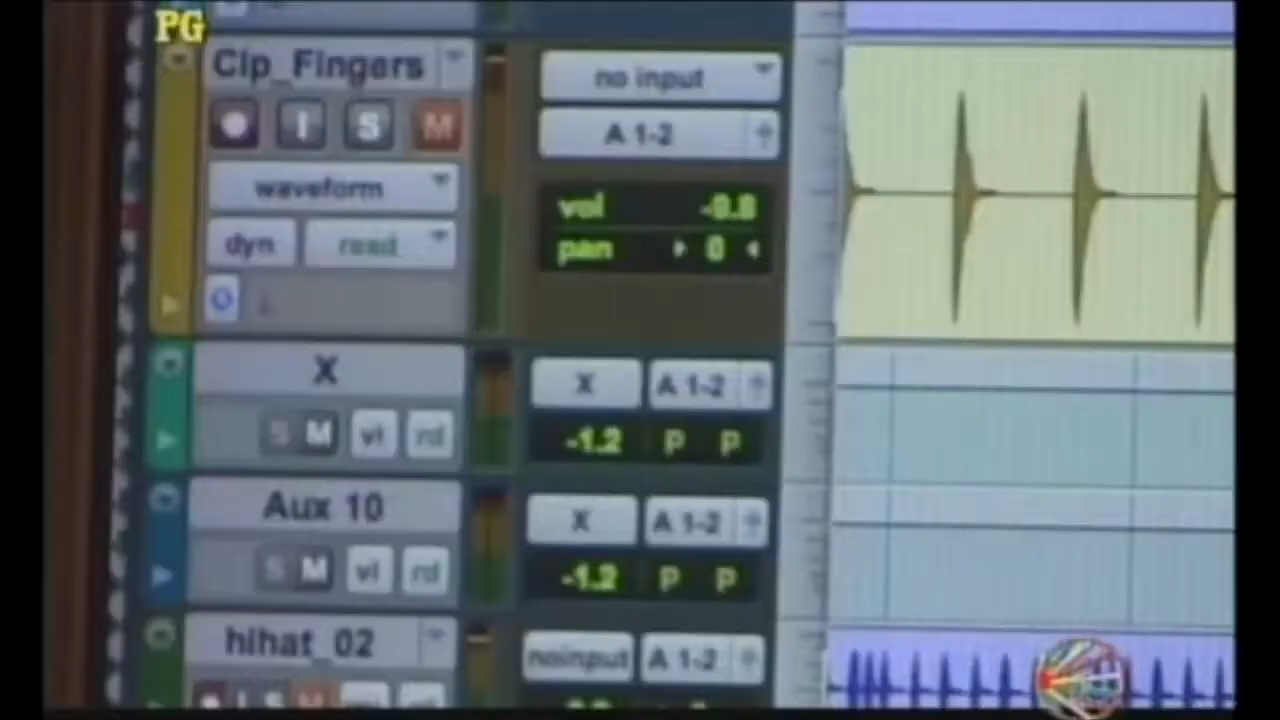 PG
Clp_Fingers
no input
I S M
A 1-2
waveform
vol -0.8
dyn read
pan 0
X
X A 1-2
S M vl rd
-1.2 p p
Aux 10
X A 1-2
S M vl rd
-1.2 p p
hihat_02
noinput A 1-2
I S M